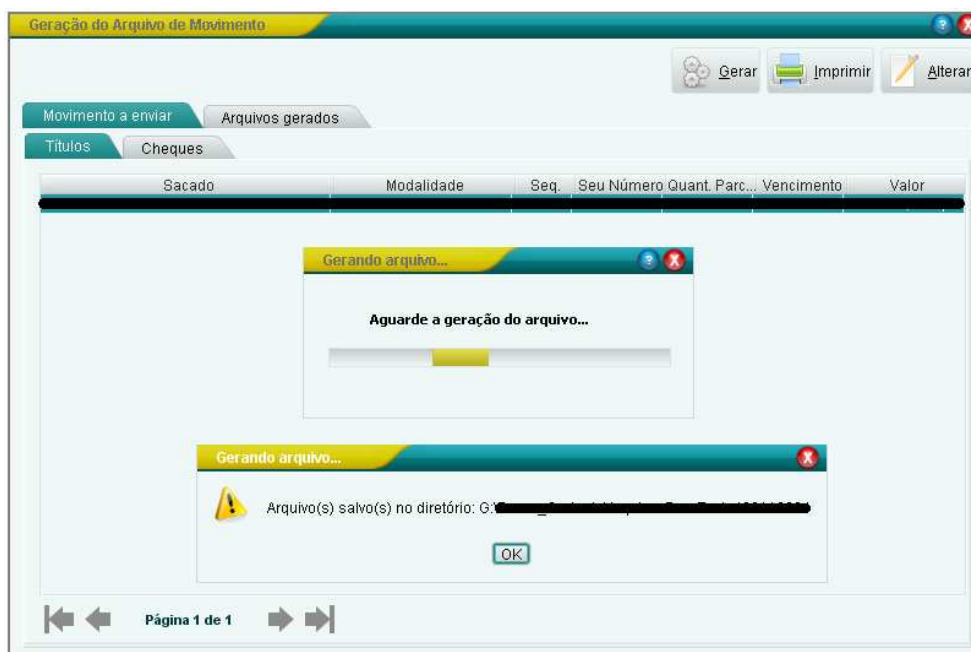 Geração do Arquivo de Movimento
Gerar Imprimir Alterar
Movimento a enviar Arquivos gerados
Títulos Cheques
Sacado Modalidade Seq. Seu Número Quant. Parc... Vencimento Valor
Gerando arquivo...
Aguarde a geração do arquivo...
Gerando arquivo...
Arquivo(s) salvo(s) no diretório: G:\
OK
Página 1 de 1